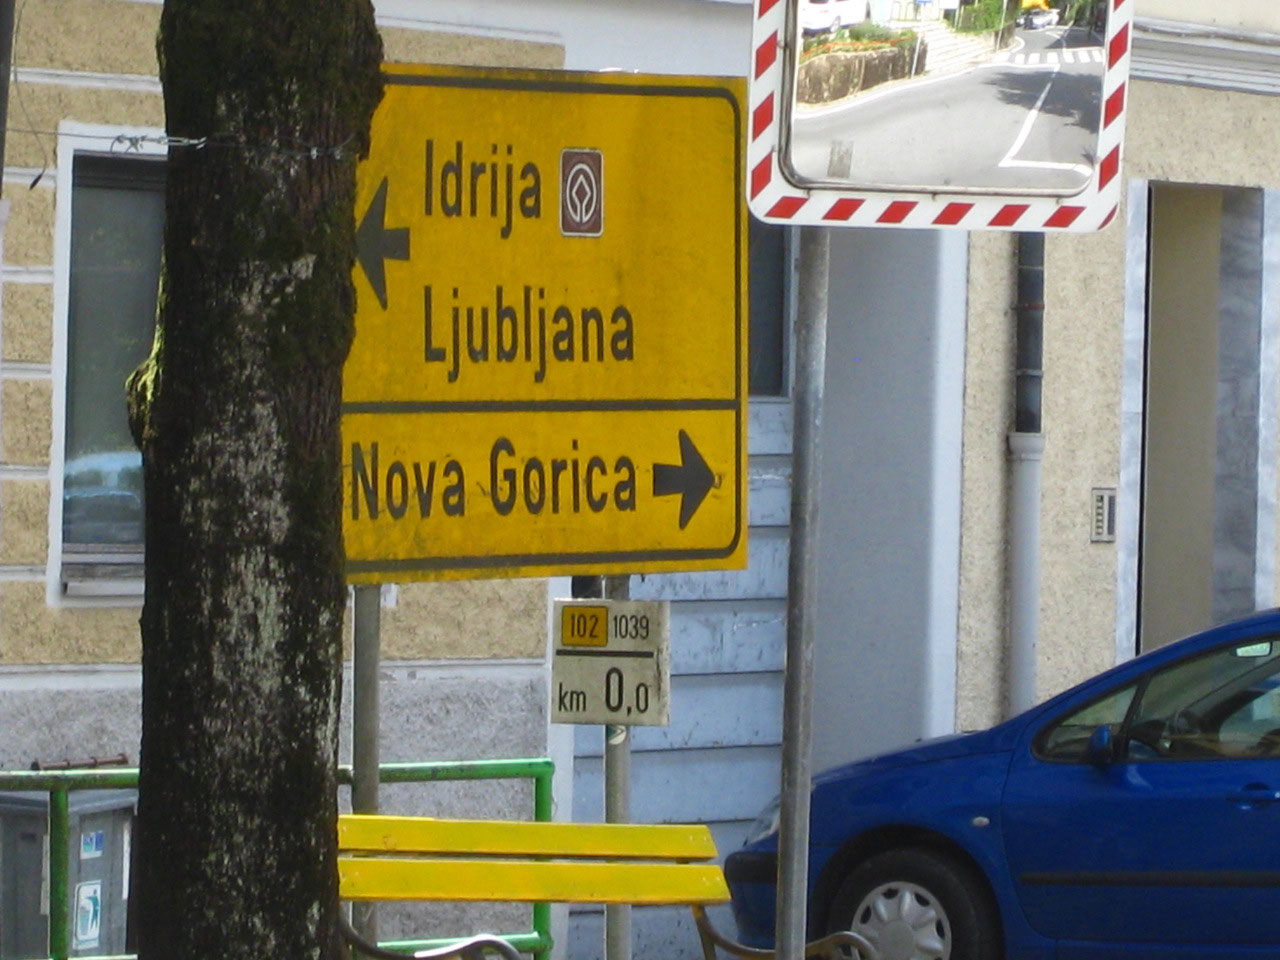 Idrija
Ljubljana
Nova Gorica
102 1039
km 0,0